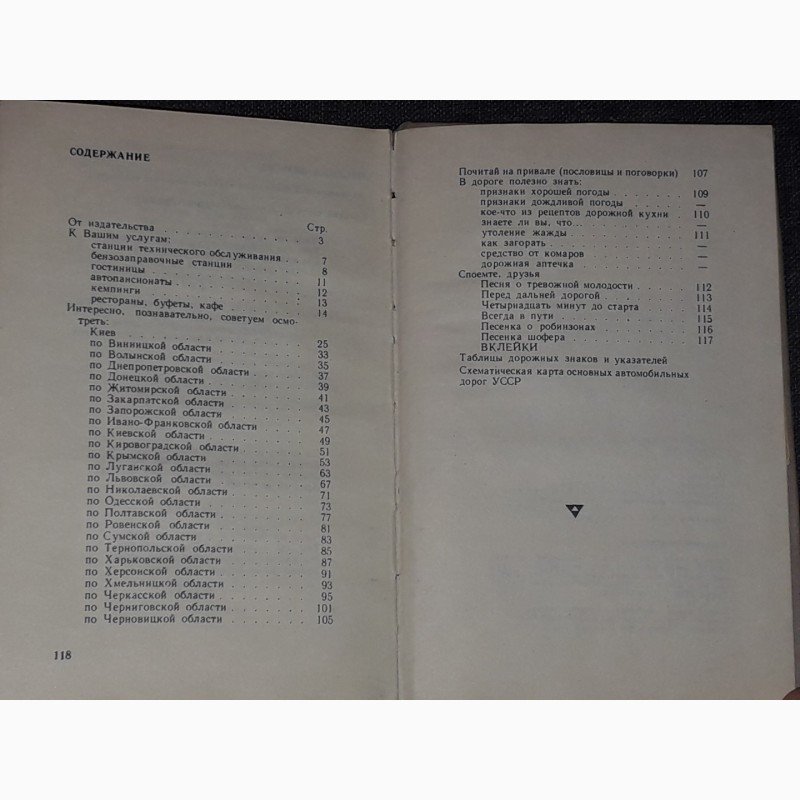 СОДЕРЖАНИЕ
Стр.
От издательства . . . . . . . . . . . 3
К Вашим услугам:
станции технического обслуживания . . 7
бензозаправочные станции . . . . . 8
гостиницы . . . . . . . . . . . 11
автопансионаты . . . . . . . . . . 12
кемпинги . . . . . . . . . . . 13
рестораны, буфеты, кафе . . . . . . 14
Интересно, познавательно, советуем осмо-
треть:
Киев . . . . . . . . . . . . 25
по Винницкой области . . . . . . . 33
по Волынской области . . . . . . . 35
по Днепропетровской области . . . . 37
по Донецкой области . . . . . . . 39
по Житомирской области . . . . . . 41
по Закарпатской области . . . . . . 43
по Запорожской области . . . . . . 45
по Ивано-Франковской области . . . . 47
по Киевской области . . . . . . . 49
по Кировоградской области . . . . . 51
по Крымской области . . . . . . . 53
по Луганской области . . . . . . . 63
по Львовской области . . . . . . . 67
по Николаевской области . . . . . . 71
по Одесской области . . . . . . . 73
по Полтавской области . . . . . . 77
по Ровенской области . . . . . . . 81
по Сумской области . . . . . . . 83
по Тернопольской области . . . . . . 85
по Харьковской области . . . . . . 87
по Херсонской области . . . . . . 91
по Хмельницкой области . . . . . . 93
по Черкасской области . . . . . . 95
по Черниговской области . . . . . . 101
по Черновицкой области . . . . . . 105
118
Почитай на привале (пословицы и поговорки) 107
В дороге полезно знать:
признаки хорошей погоды . . . . . . 109
признаки дождливой погоды . . . . . —
кое-что из рецептов дорожной кухни . 110
знаете ли вы, что... . . . . . . . —
утоление жажды . . . . . . . . . 111
как загорать . . . . . . . . . . —
средство от комаров . . . . . . . —
дорожная аптечка . . . . . . . . —
Споемте, друзья
Песня о тревожной молодости . . . . 112
Перед дальней дорогой . . . . . . 113
Четырнадцать минут до старта . . . . 114
Всегда в пути . . . . . . . . . 115
Песенка о робинзонах . . . . . . . 116
Песенка шофера . . . . . . . . . 117
ВКЛЕЙКИ
Таблицы дорожных знаков и указателей
Схематическая карта основных автомобильных
дорог УССР